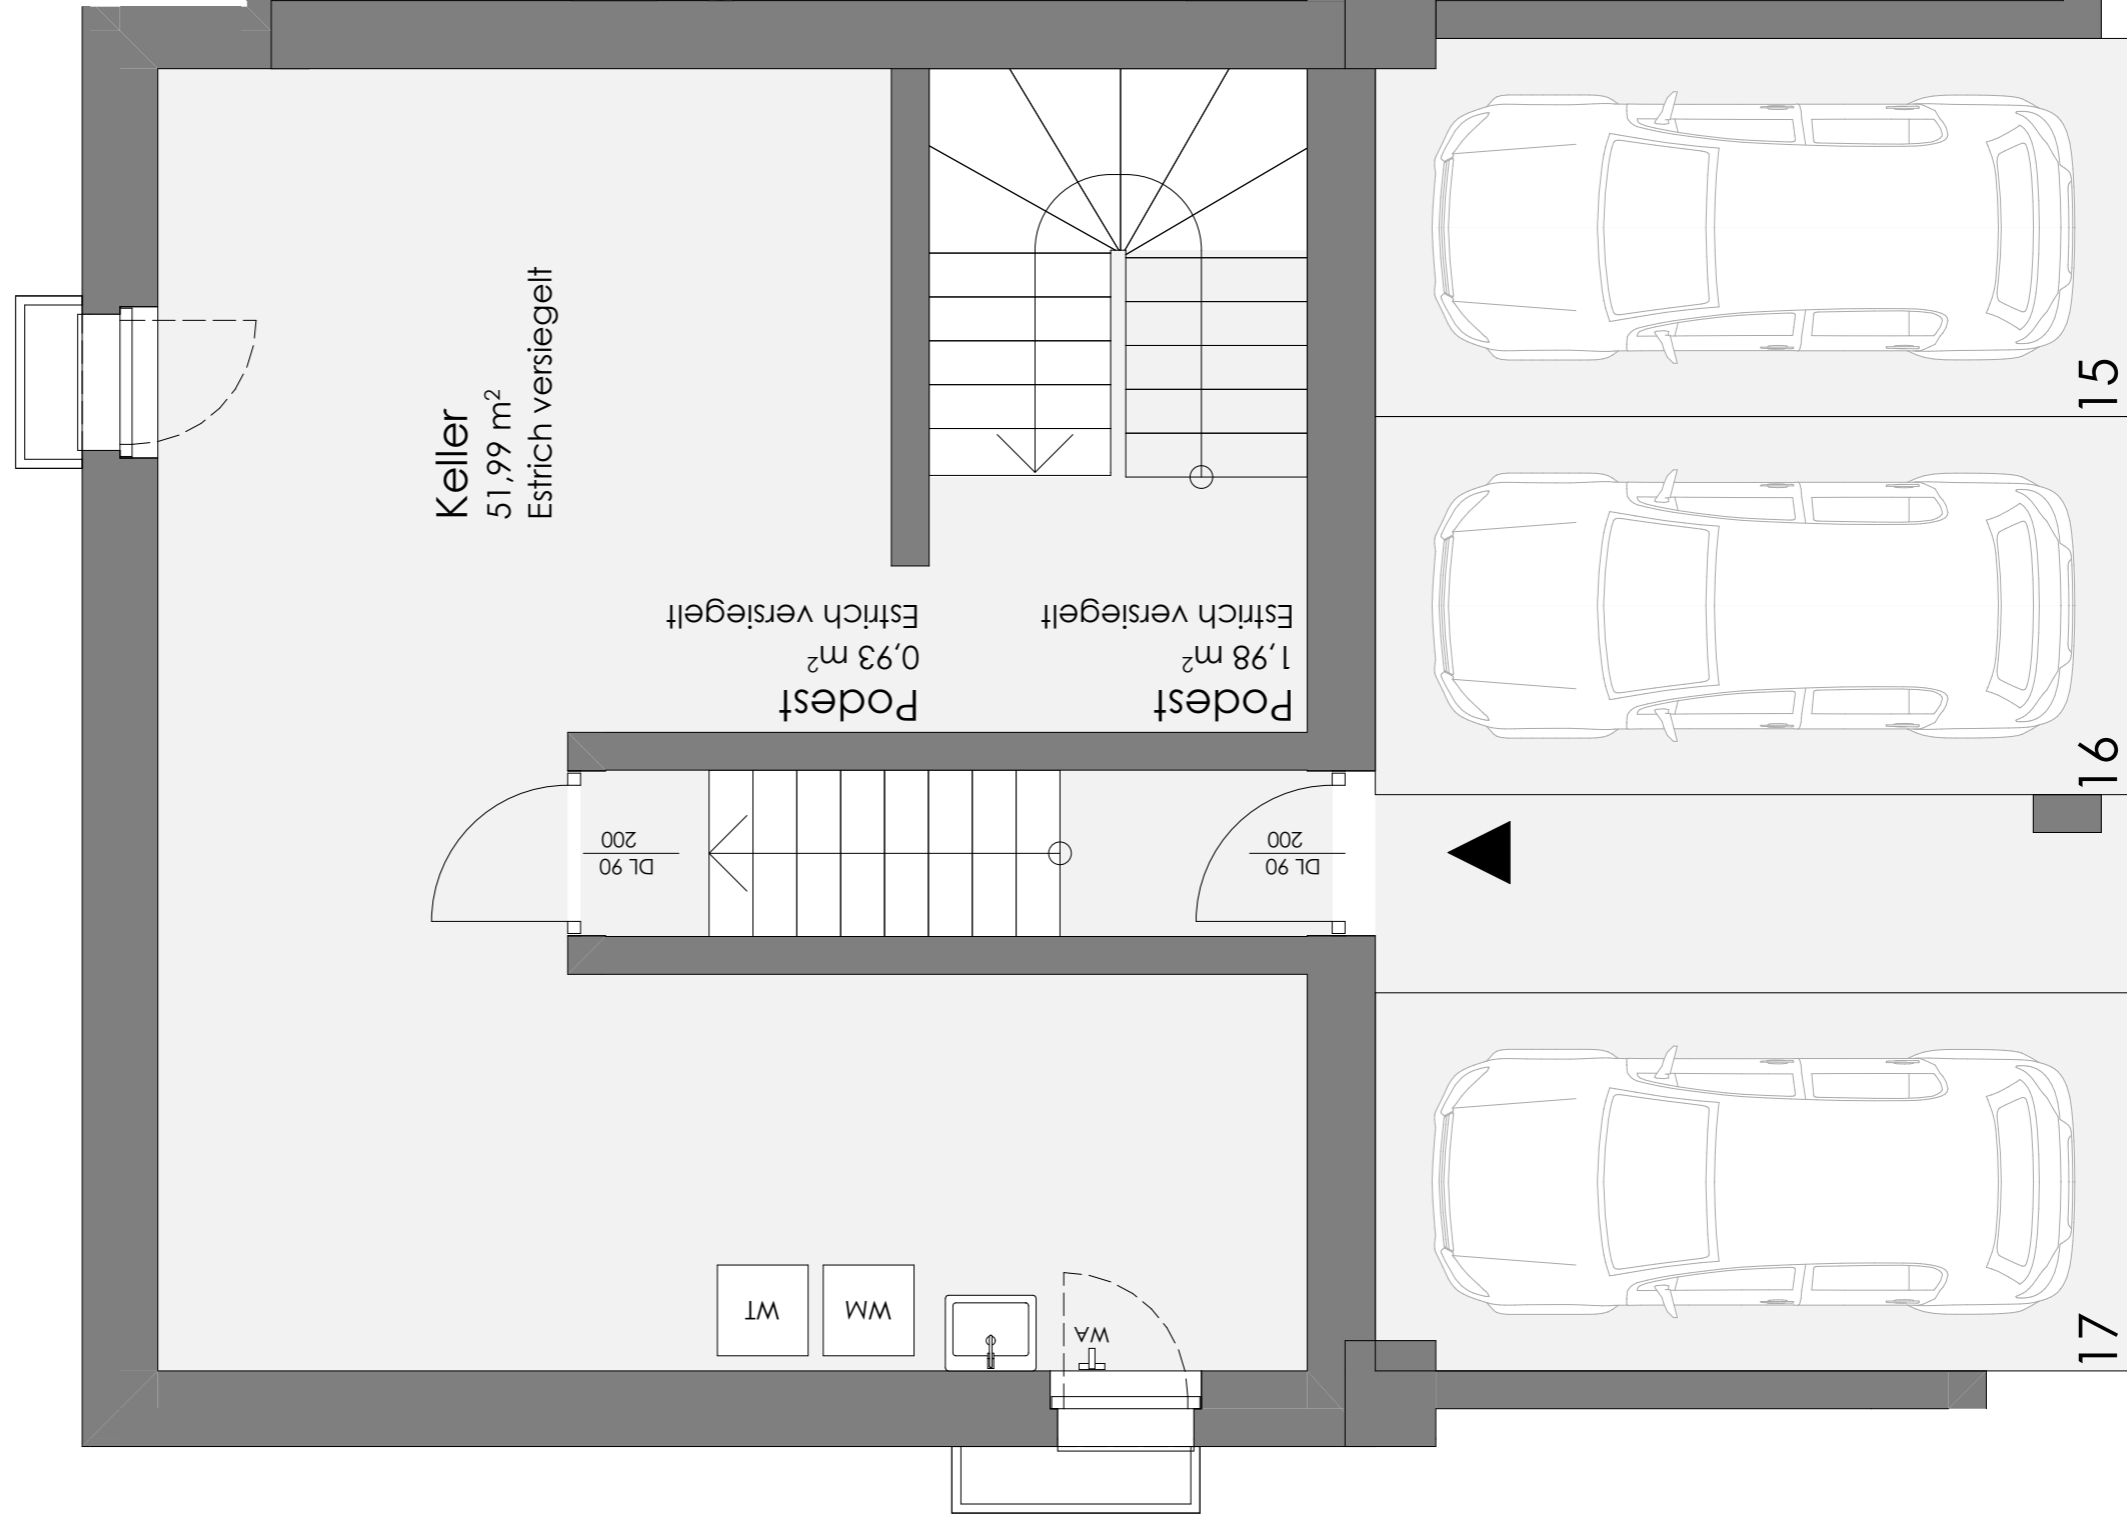 Keller
51,99 m²
Estrich versiegelt
Podest
0,93 m²
Estrich versiegelt
Podest
1,98 m²
Estrich versiegelt
DL 90
200
DL 90
200
WT
WM
WA
15
16
17